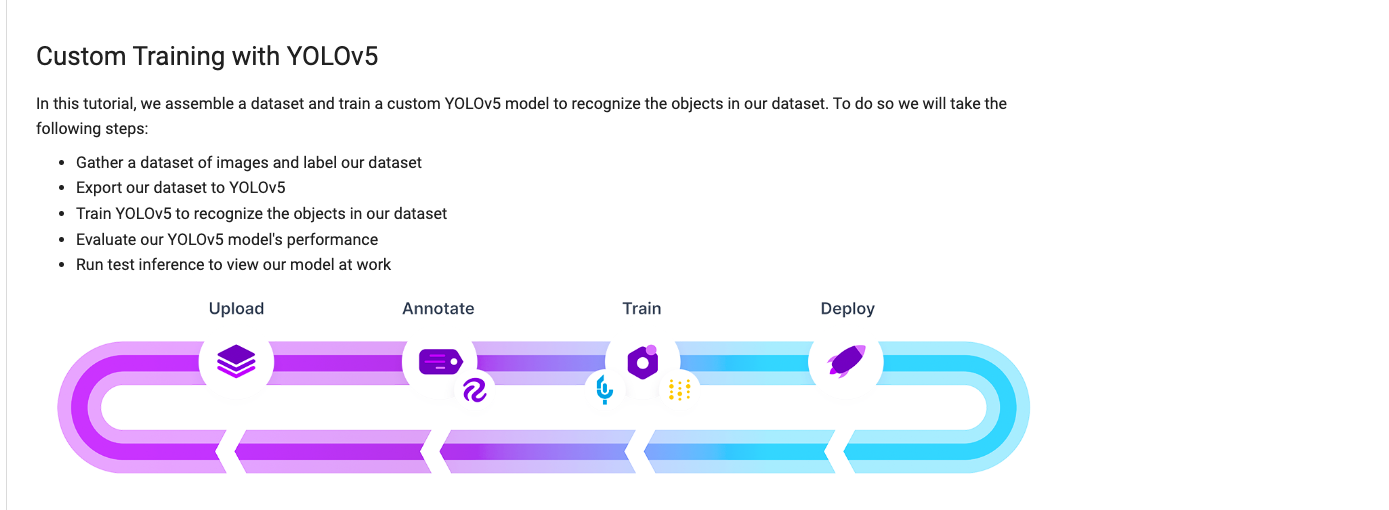 Custom Training with YOLOv5
In this tutorial, we assemble a dataset and train a custom YOLOv5 model to recognize the objects in our dataset. To do so we will take the
following steps:
• Gather a dataset of images and label our dataset
• Export our dataset to YOLOv5
• Train YOLOv5 to recognize the objects in our dataset
• Evaluate our YOLOv5 model's performance
• Run test inference to view our model at work
Upload Annotate Train Deploy